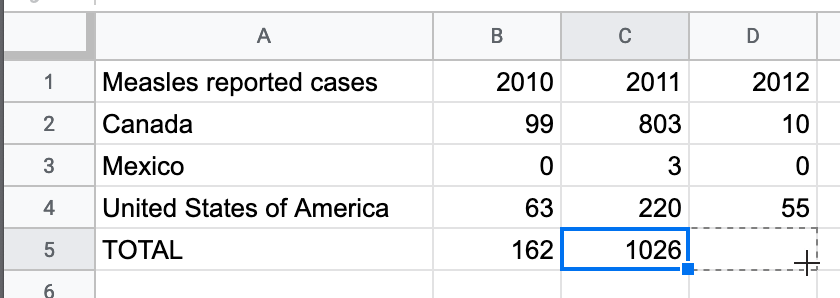 A B C D
1 Measles reported cases 2010 2011 2012
2 Canada 99 803 10
3 Mexico 0 3 0
4 United States of America 63 220 55
5 TOTAL 162 1026
6